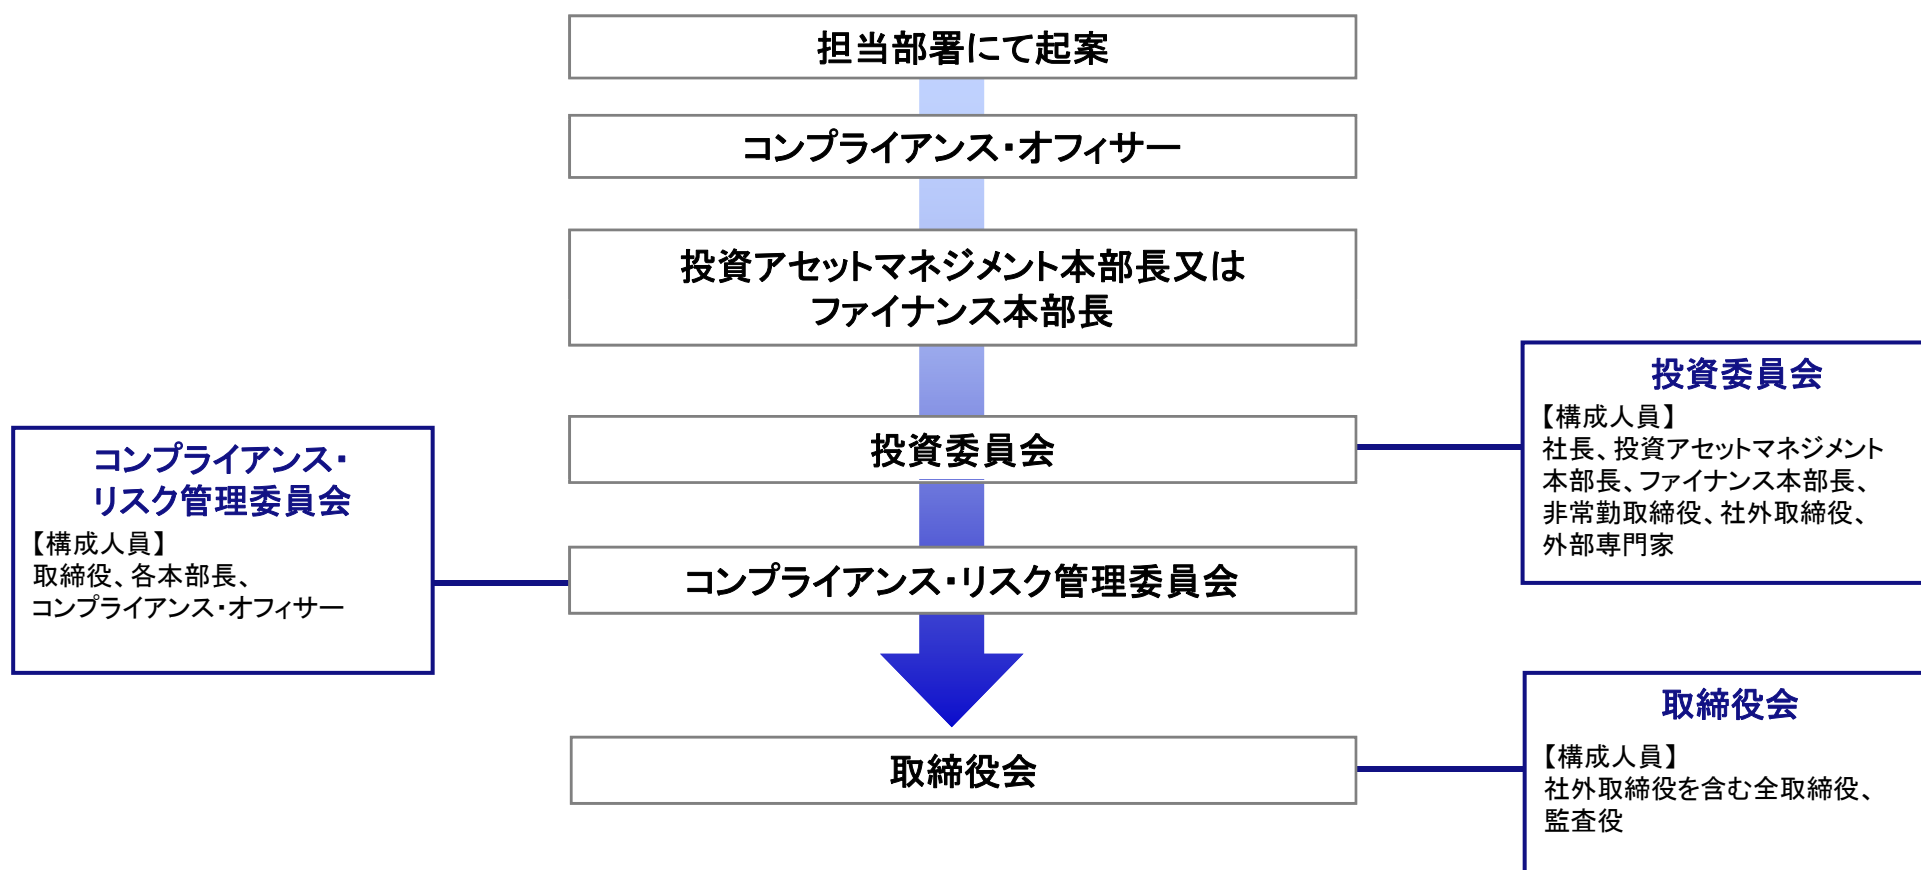 担当部署にて起案
コンプライアンス・オフィサー
投資アセットマネジメント本部長又は
ファイナンス本部長
投資委員会
コンプライアンス・リスク管理委員会
取締役会
コンプライアンス・
リスク管理委員会
【構成人員】
取締役、各本部長、
コンプライアンス・オフィサー
投資委員会
【構成人員】
社長、投資アセットマネジメント
本部長、ファイナンス本部長、
非常勤取締役、社外取締役、
外部専門家
取締役会
【構成人員】
社外取締役を含む全取締役、
監査役